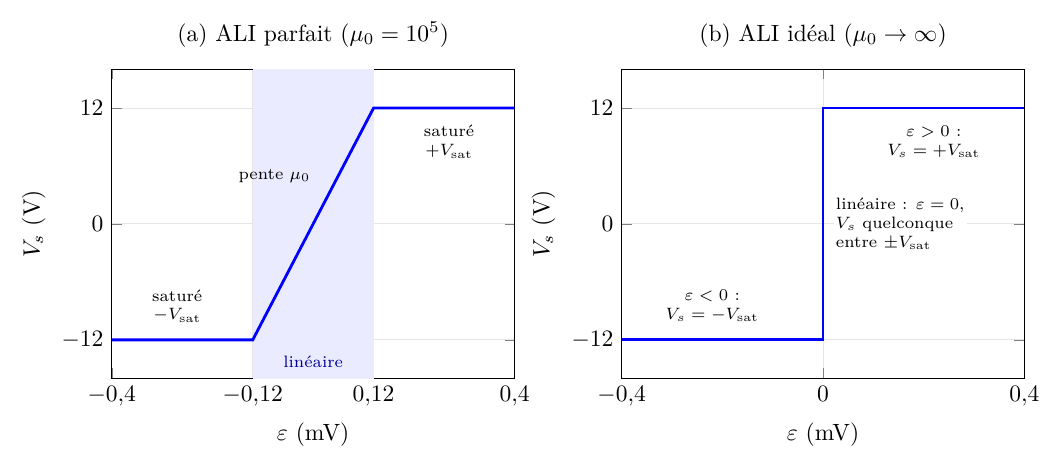 (a) ALI parfait (μ₀ = 10⁵)
12
0
−12
V_s (V)
saturé
+V_sat
pente μ₀
saturé
−V_sat
linéaire
−0,4
−0,12
0,12
0,4
ε (mV)
(b) ALI idéal (μ₀ → ∞)
12
0
−12
V_s (V)
ε > 0 :
V_s = +V_sat
linéaire : ε = 0,
V_s quelconque
entre ±V_sat
ε < 0 :
V_s = −V_sat
−0,4
0
0,4
ε (mV)